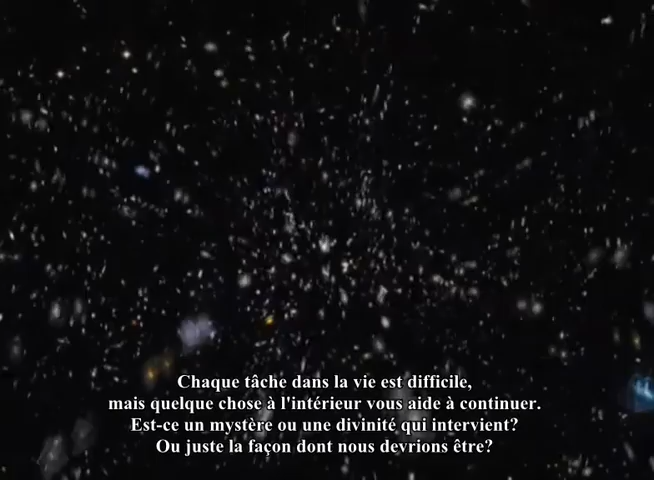 Chaque tâche dans la vie est difficile,
mais quelque chose à l'intérieur vous aide à continuer.
Est-ce un mystère ou une divinité qui intervient?
Ou juste la façon dont nous devrions être?